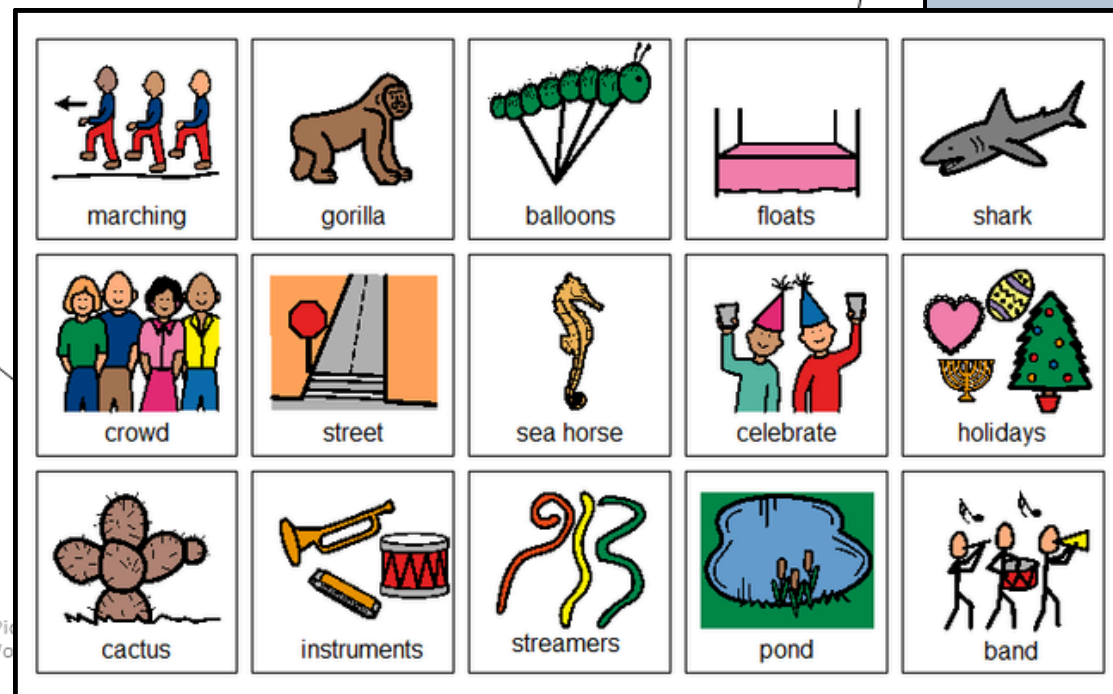 marching
gorilla
balloons
floats
shark
crowd
street
sea horse
celebrate
holidays
cactus
instruments
streamers
pond
band